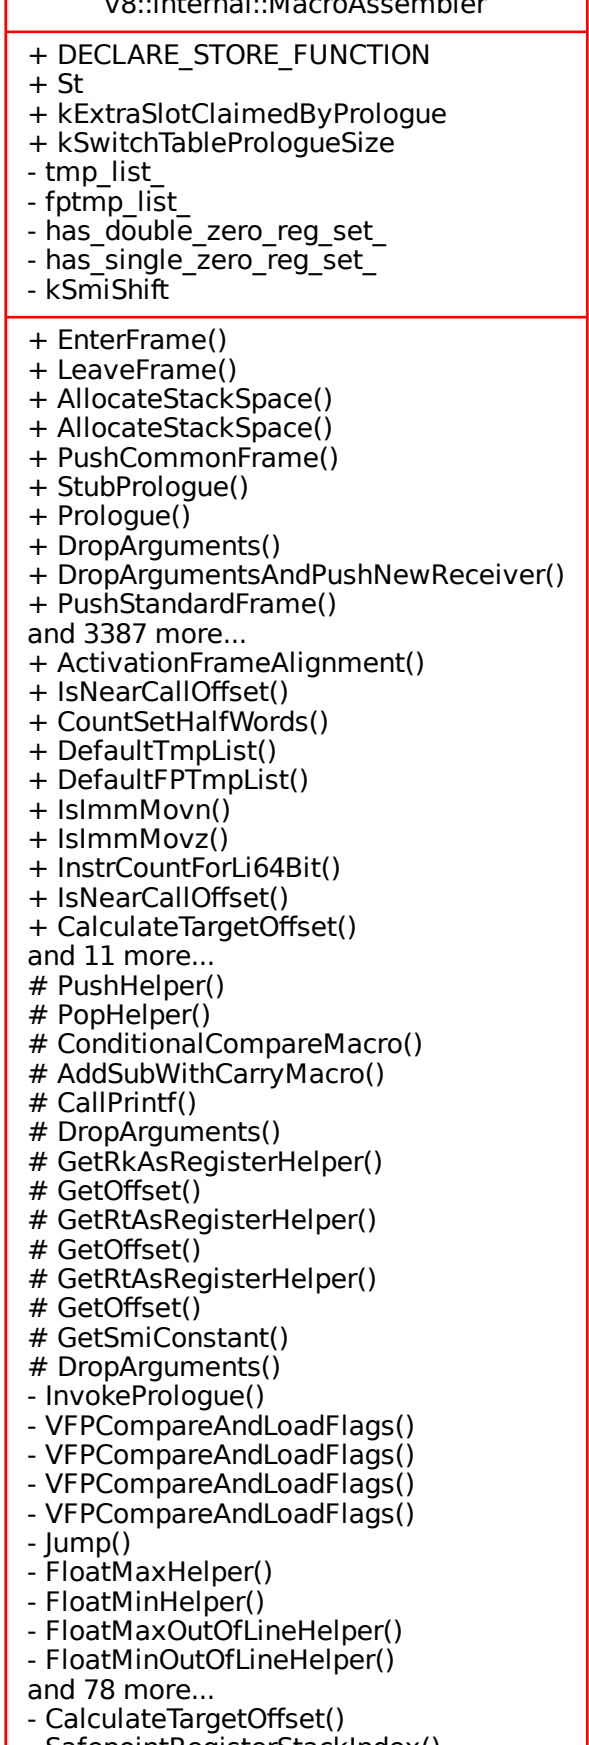 v8::internal::MacroAssembler
+ DECLARE_STORE_FUNCTION
+ St
+ kExtraSlotClaimedByPrologue
+ kSwitchTablePrologueSize
- tmp_list_
- fptmp_list_
- has_double_zero_reg_set_
- has_single_zero_reg_set_
- kSmiShift
+ EnterFrame()
+ LeaveFrame()
+ AllocateStackSpace()
+ AllocateStackSpace()
+ PushCommonFrame()
+ StubPrologue()
+ Prologue()
+ DropArguments()
+ DropArgumentsAndPushNewReceiver()
+ PushStandardFrame()
and 3387 more...
+ ActivationFrameAlignment()
+ IsNearCallOffset()
+ CountSetHalfWords()
+ DefaultTmpList()
+ DefaultFPTmpList()
+ IsImmMovn()
+ IsImmMovz()
+ InstrCountForLi64Bit()
+ IsNearCallOffset()
+ CalculateTargetOffset()
and 11 more...
# PushHelper()
# PopHelper()
# ConditionalCompareMacro()
# AddSubWithCarryMacro()
# CallPrintf()
# DropArguments()
# GetRkAsRegisterHelper()
# GetOffset()
# GetRtAsRegisterHelper()
# GetOffset()
# GetRtAsRegisterHelper()
# GetOffset()
# GetSmiConstant()
# DropArguments()
- InvokePrologue()
- VFPCompareAndLoadFlags()
- VFPCompareAndLoadFlags()
- VFPCompareAndLoadFlags()
- VFPCompareAndLoadFlags()
- Jump()
- FloatMaxHelper()
- FloatMinHelper()
- FloatMaxOutOfLineHelper()
- FloatMinOutOfLineHelper()
and 78 more...
- CalculateTargetOffset()
- SafepointRegisterStackIndex()